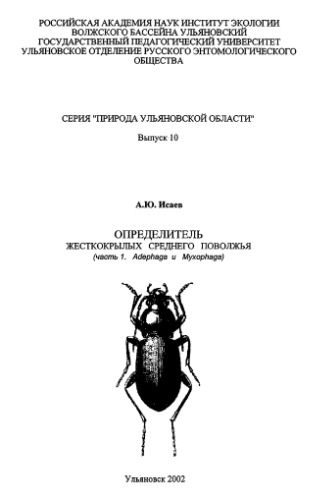 РОССИЙСКАЯ АКАДЕМИЯ НАУК ИНСТИТУТ ЭКОЛОГИИ
ВОЛЖСКОГО БАССЕЙНА УЛЬЯНОВСКИЙ
ГОСУДАРСТВЕННЫЙ ПЕДАГОГИЧЕСКИЙ УНИВЕРСИТЕТ
УЛЬЯНОВСКОЕ ОТДЕЛЕНИЕ РУССКОГО ЭНТОМОЛОГИЧЕСКОГО
ОБЩЕСТВА
СЕРИЯ "ПРИРОДА УЛЬЯНОВСКОЙ ОБЛАСТИ"
Выпуск 10
А.Ю. Исаев
ОПРЕДЕЛИТЕЛЬ
ЖЕСТКОКРЫЛЫХ СРЕДНЕГО ПОВОЛЖЬЯ
(часть 1. Adephaga и Myxophaga)
Ульяновск 2002